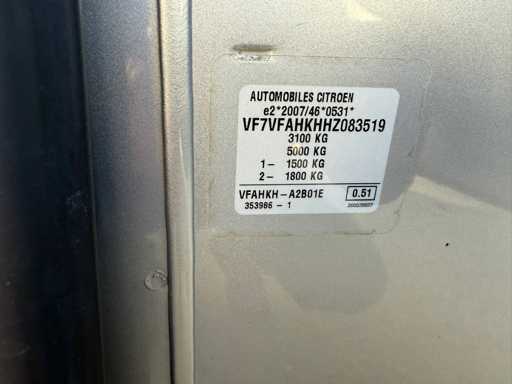 AUTOMOBILES CITROEN
e2*2007/46*0531*
VF7VFAHKHHZ083519
3100 KG
5000 KG
1- 1500 KG
2- 1800 KG
VFAHKH-A2B01E 0.51
353986 - 1